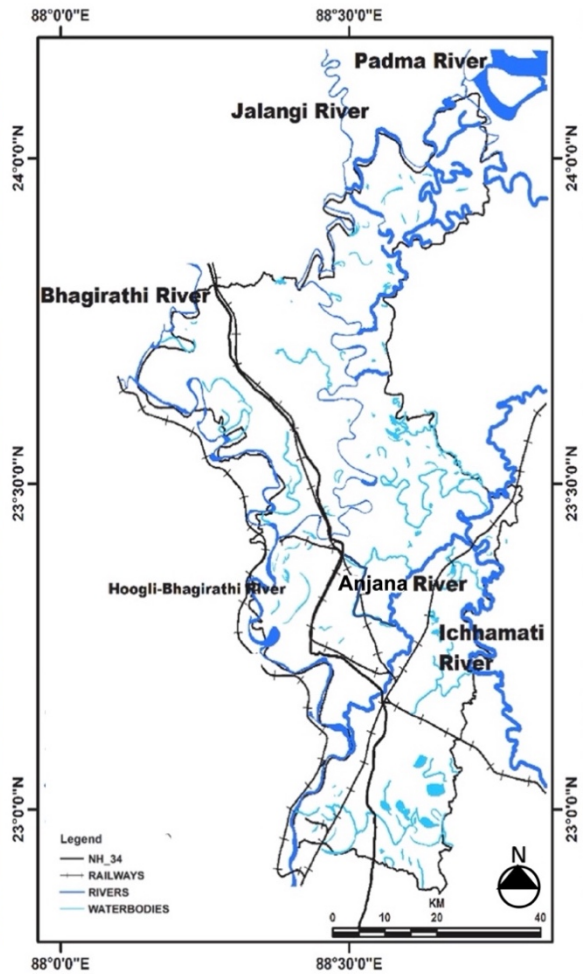 88°0'0"E 88°30'0"E
Padma River
Jalangi River
24°0'0"N 24°0'0"N
Bhagirathi River
23°30'0"N 23°30'0"N
Anjana River
Hoogli-Bhagirathi River
Ichhamati
River
23°0'0"N 23°0'0"N
Legend
NH_34
RAILWAYS
RIVERS
WATERBODIES
N
KM
0 10 20 40
88°0'0"E 88°30'0"E